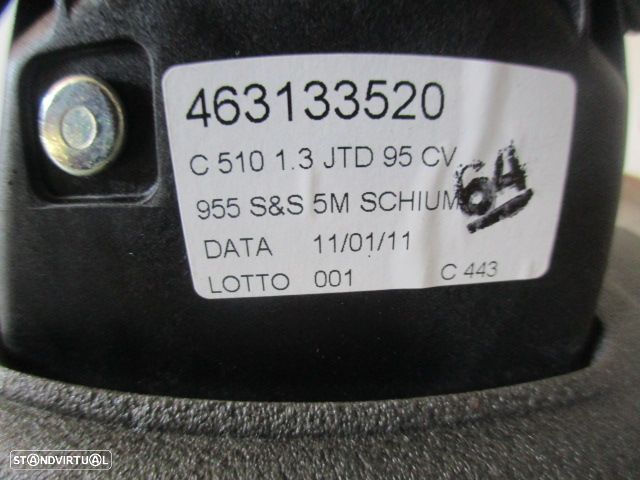 463133520
C 510 1.3 JTD 95 CV
955 S&S 5M SCHIUM
64
DATA 11/01/11
LOTTO 001 C 443
STANDVIRTUAL